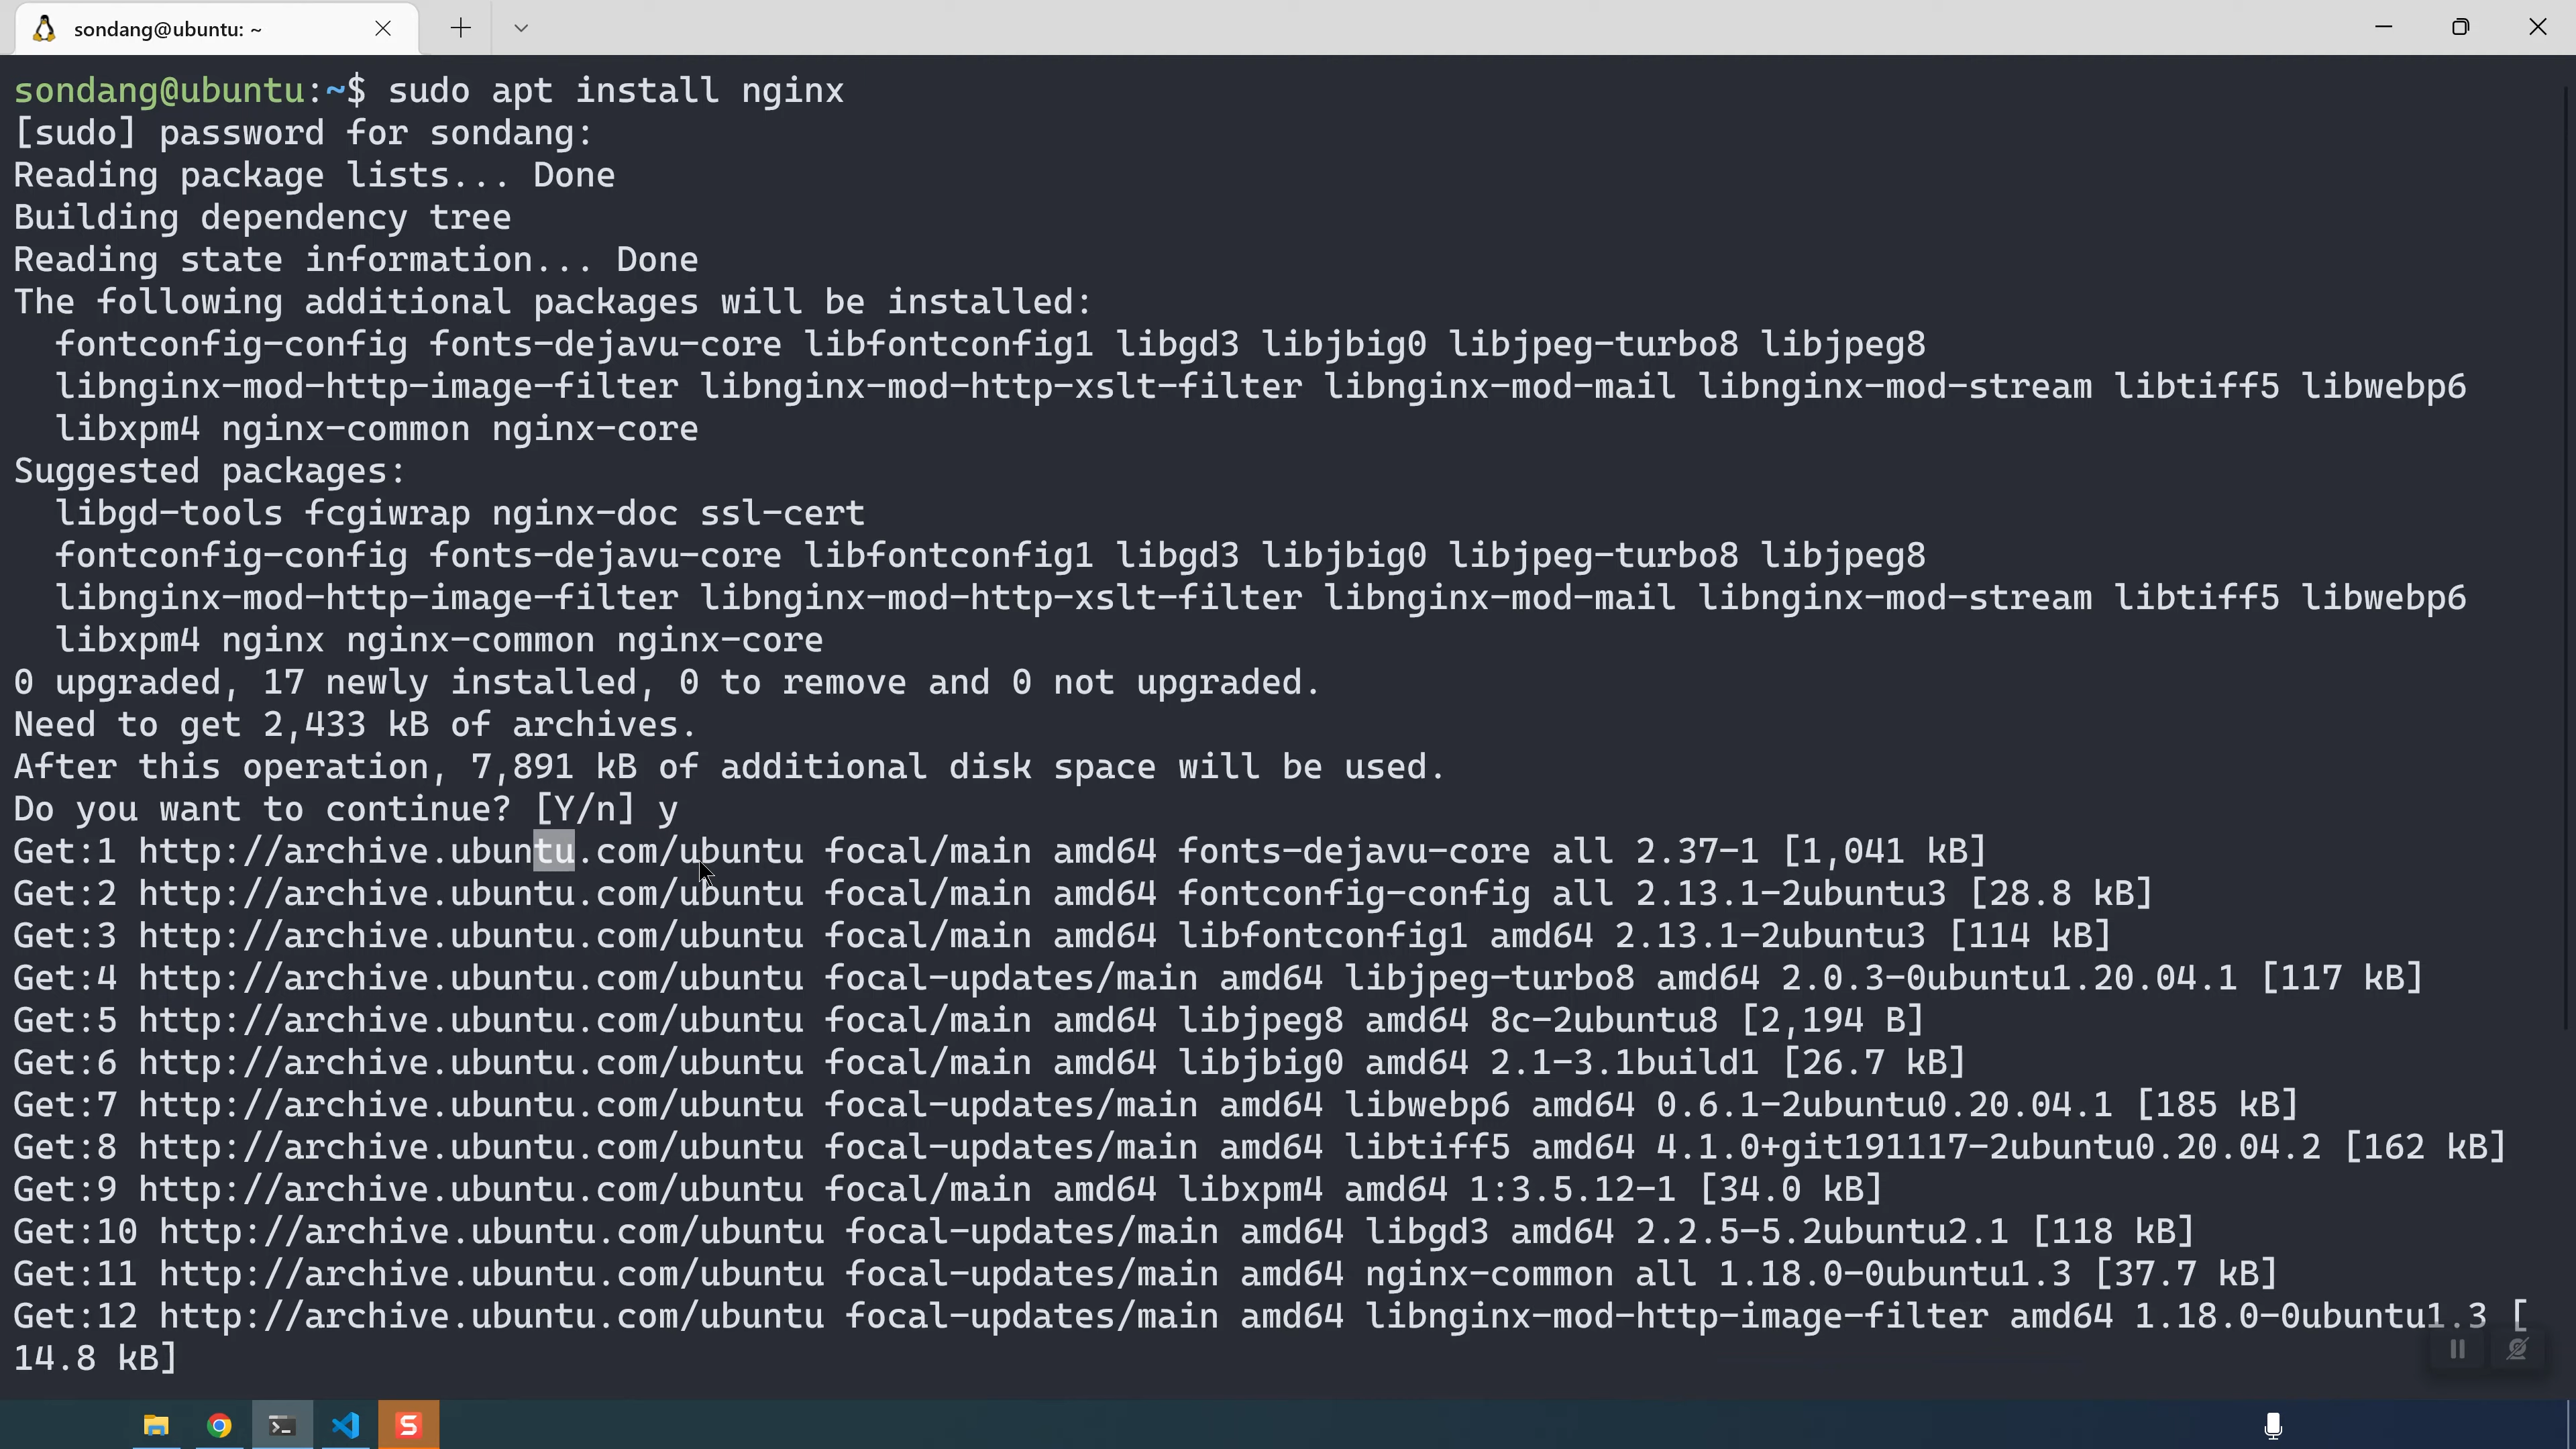 sondang@ubuntu: ~
sondang@ubuntu:~$ sudo apt install nginx
[sudo] password for sondang:
Reading package lists... Done
Building dependency tree
Reading state information... Done
The following additional packages will be installed:
  fontconfig-config fonts-dejavu-core libfontconfig1 libgd3 libjbig0 libjpeg-turbo8 libjpeg8
  libnginx-mod-http-image-filter libnginx-mod-http-xslt-filter libnginx-mod-mail libnginx-mod-stream libtiff5 libwebp6
  libxpm4 nginx-common nginx-core
Suggested packages:
  libgd-tools fcgiwrap nginx-doc ssl-cert
  fontconfig-config fonts-dejavu-core libfontconfig1 libgd3 libjbig0 libjpeg-turbo8 libjpeg8
  libnginx-mod-http-image-filter libnginx-mod-http-xslt-filter libnginx-mod-mail libnginx-mod-stream libtiff5 libwebp6
  libxpm4 nginx nginx-common nginx-core
0 upgraded, 17 newly installed, 0 to remove and 0 not upgraded.
Need to get 2,433 kB of archives.
After this operation, 7,891 kB of additional disk space will be used.
Do you want to continue? [Y/n] y
Get:1 http://archive.ubuntu.com/ubuntu focal/main amd64 fonts-dejavu-core all 2.37-1 [1,041 kB]
Get:2 http://archive.ubuntu.com/ubuntu focal/main amd64 fontconfig-config all 2.13.1-2ubuntu3 [28.8 kB]
Get:3 http://archive.ubuntu.com/ubuntu focal/main amd64 libfontconfig1 amd64 2.13.1-2ubuntu3 [114 kB]
Get:4 http://archive.ubuntu.com/ubuntu focal-updates/main amd64 libjpeg-turbo8 amd64 2.0.3-0ubuntu1.20.04.1 [117 kB]
Get:5 http://archive.ubuntu.com/ubuntu focal/main amd64 libjpeg8 amd64 8c-2ubuntu8 [2,194 B]
Get:6 http://archive.ubuntu.com/ubuntu focal/main amd64 libjbig0 amd64 2.1-3.1build1 [26.7 kB]
Get:7 http://archive.ubuntu.com/ubuntu focal-updates/main amd64 libwebp6 amd64 0.6.1-2ubuntu0.20.04.1 [185 kB]
Get:8 http://archive.ubuntu.com/ubuntu focal-updates/main amd64 libtiff5 amd64 4.1.0+git191117-2ubuntu0.20.04.2 [162 kB]
Get:9 http://archive.ubuntu.com/ubuntu focal/main amd64 libxpm4 amd64 1:3.5.12-1 [34.0 kB]
Get:10 http://archive.ubuntu.com/ubuntu focal-updates/main amd64 libgd3 amd64 2.2.5-5.2ubuntu2.1 [118 kB]
Get:11 http://archive.ubuntu.com/ubuntu focal-updates/main amd64 nginx-common all 1.18.0-0ubuntu1.3 [37.7 kB]
Get:12 http://archive.ubuntu.com/ubuntu focal-updates/main amd64 libnginx-mod-http-image-filter amd64 1.18.0-0ubuntu1.3 [
14.8 kB]